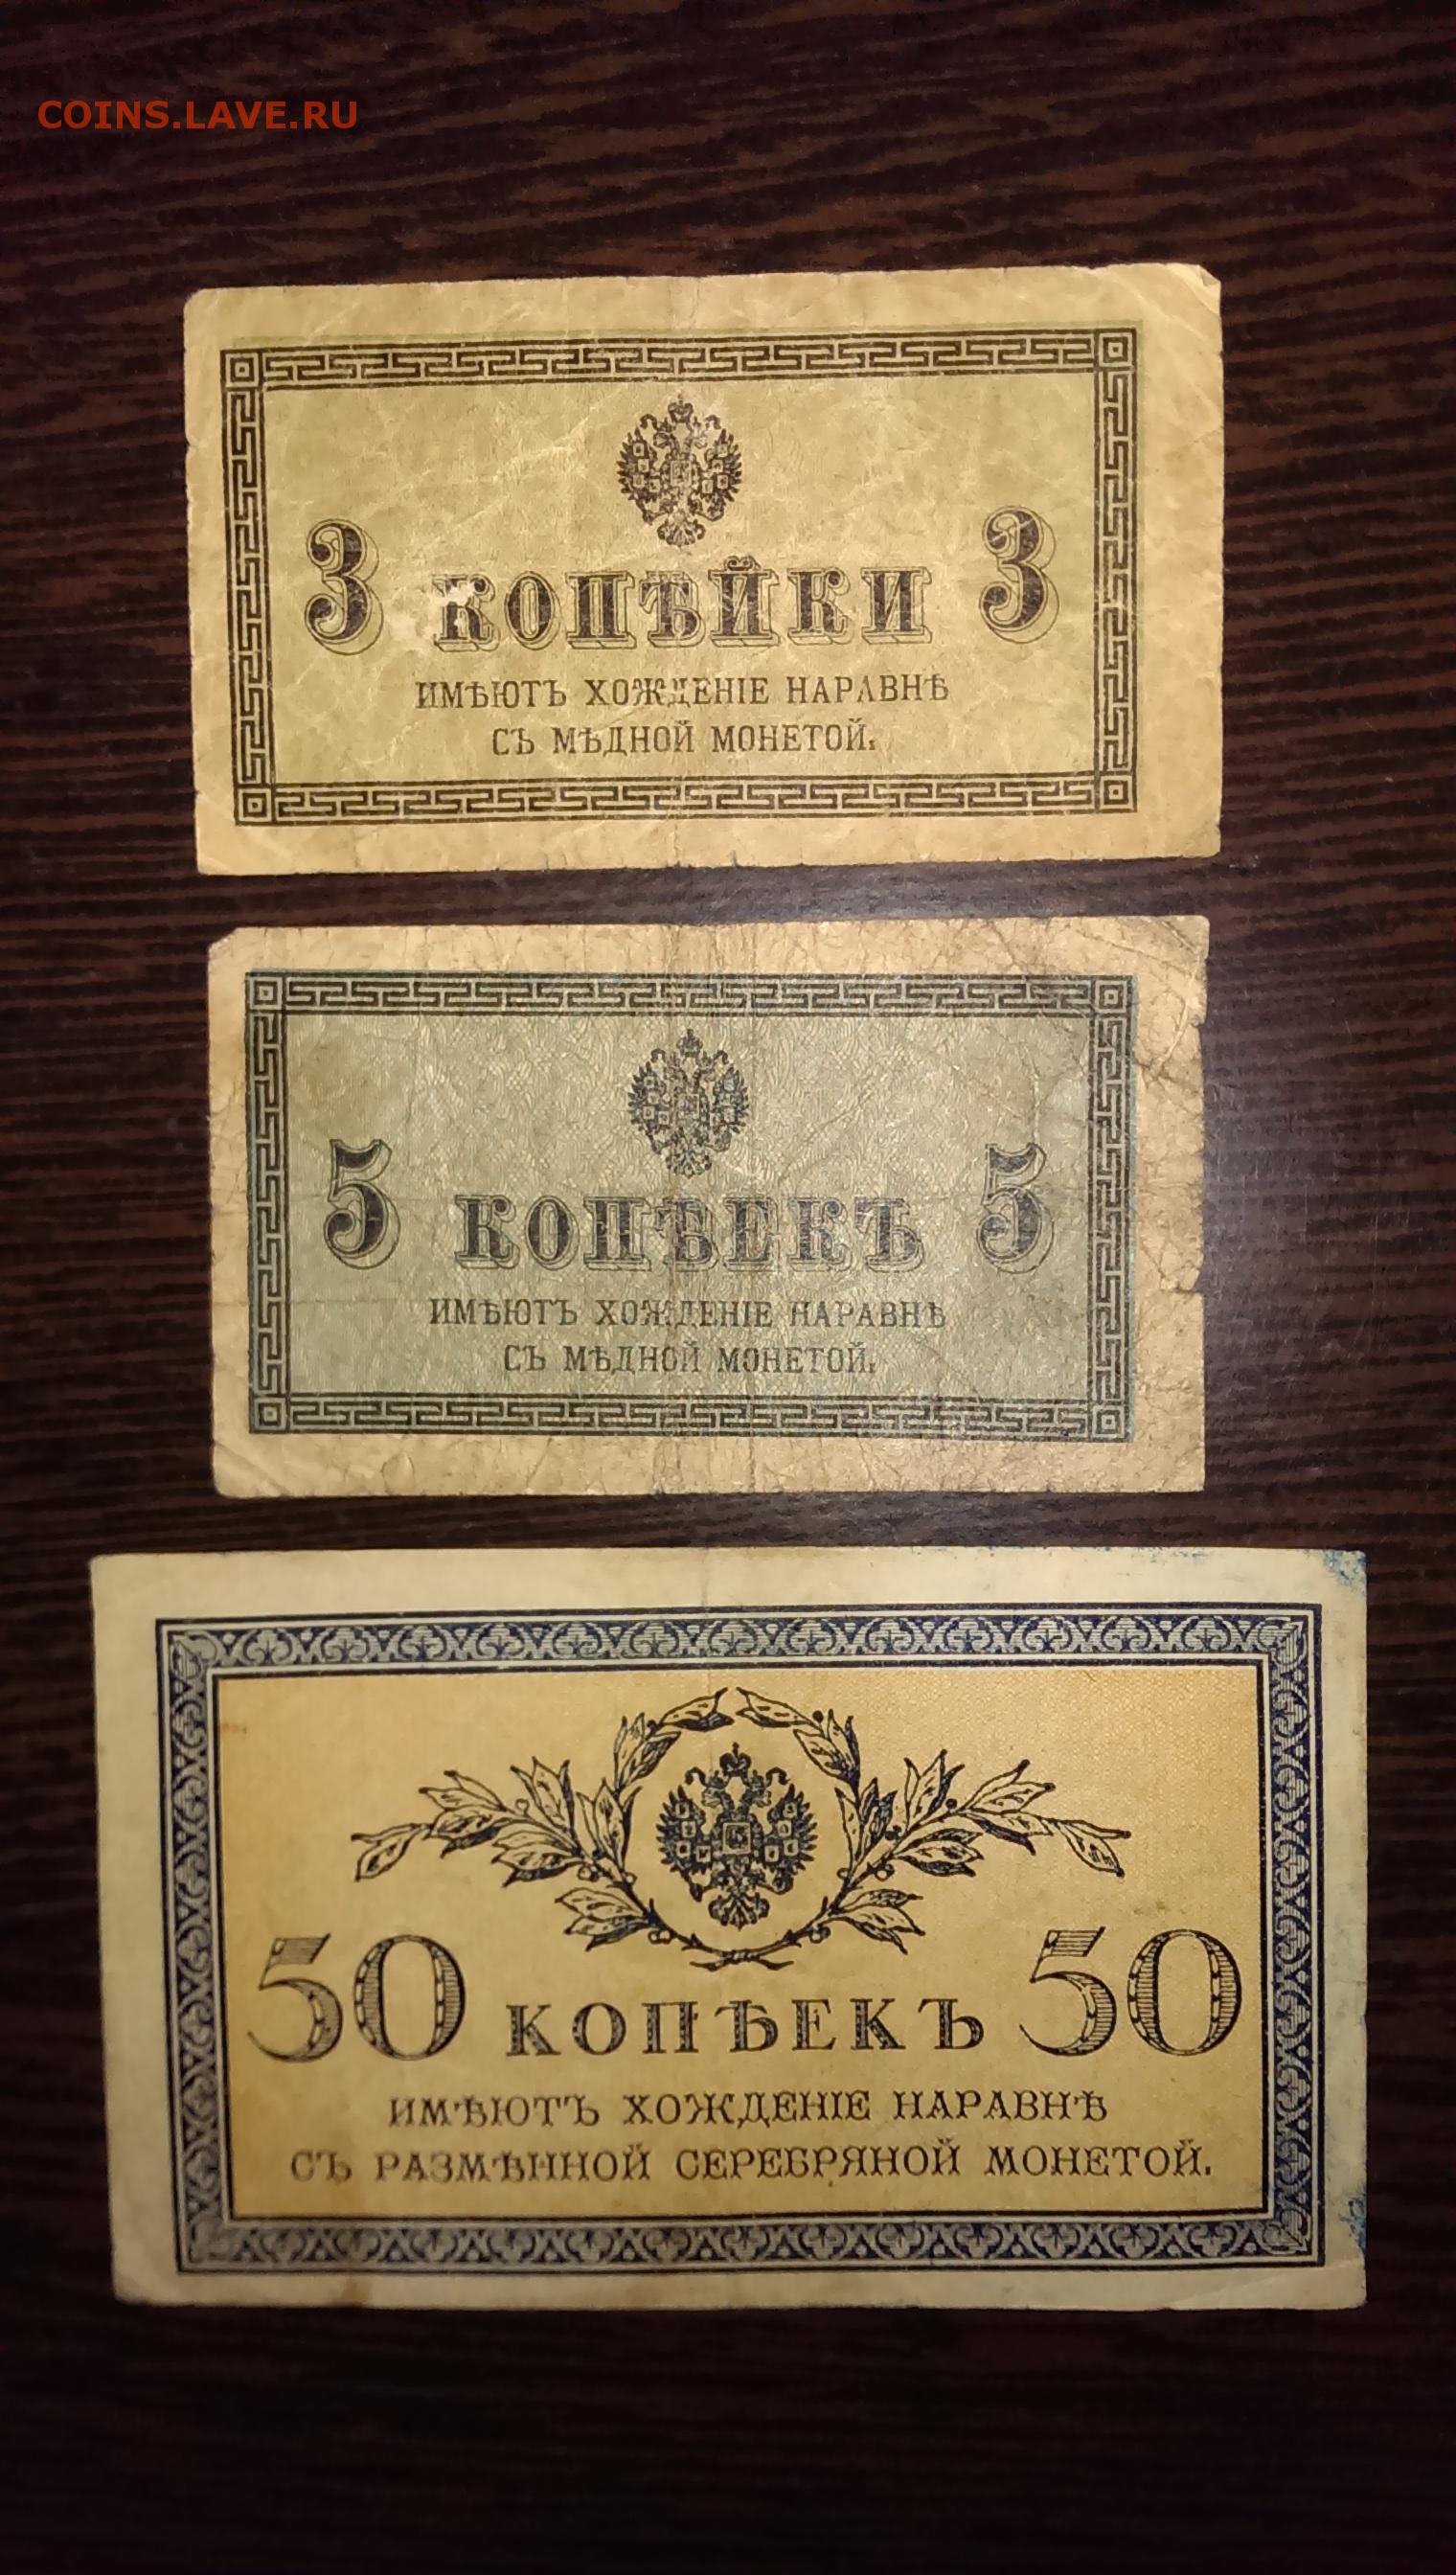 COINS.LAVE.RU
3 КОПѢЙКИ 3
ИМѢЮТЪ ХОЖДЕНІЕ НАРАВНѢ
СЪ МѢДНОЙ МОНЕТОЙ.
5 КОПѢЕКЪ 5
ИМѢЮТЪ ХОЖДЕНІЕ НАРАВНѢ
СЪ МѢДНОЙ МОНЕТОЙ.
50 КОПѢЕКЪ 50
ИМѢЮТЪ ХОЖДЕНІЕ НАРАВНѢ
СЪ РАЗМѢННОЙ СЕРЕБРЯНОЙ МОНЕТОЙ.